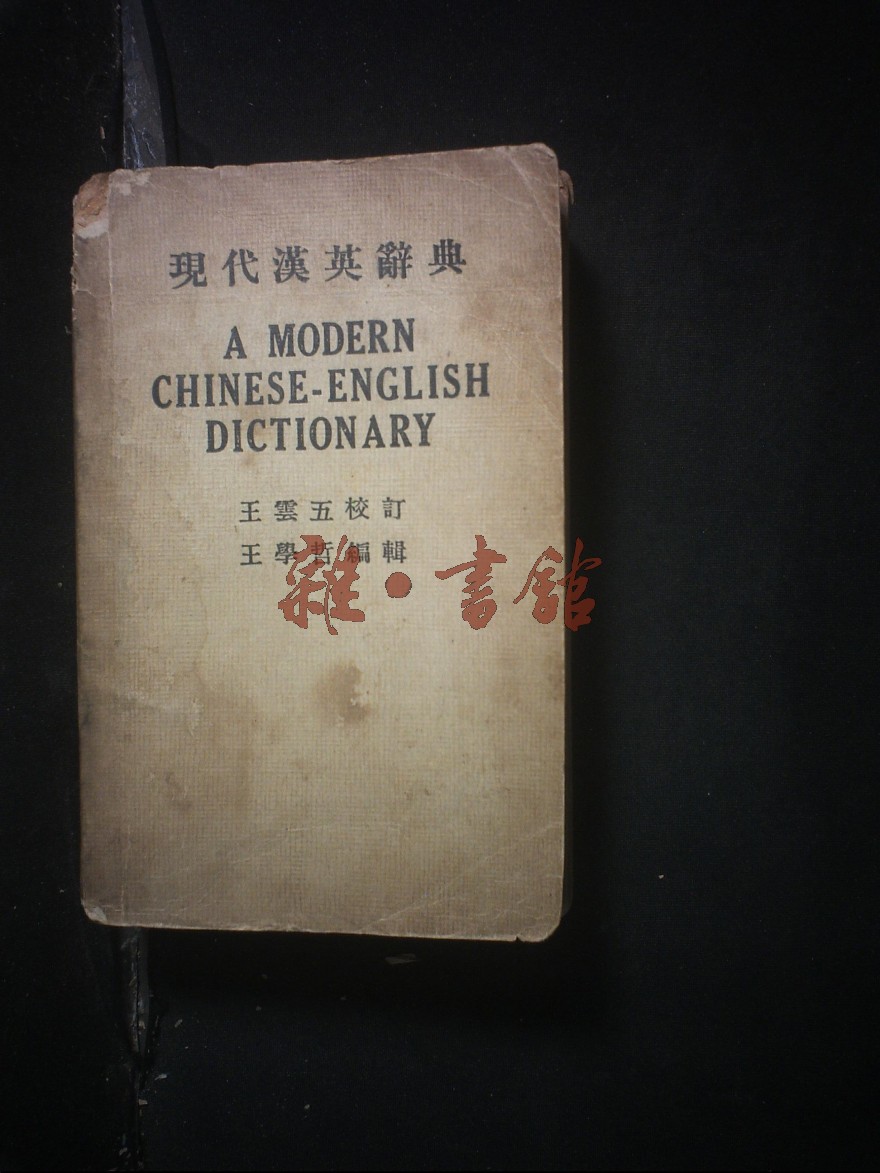 現代漢英辭典
A MODERN
CHINESE-ENGLISH
DICTIONARY
王雲五校訂
王學哲編輯
雜·書館